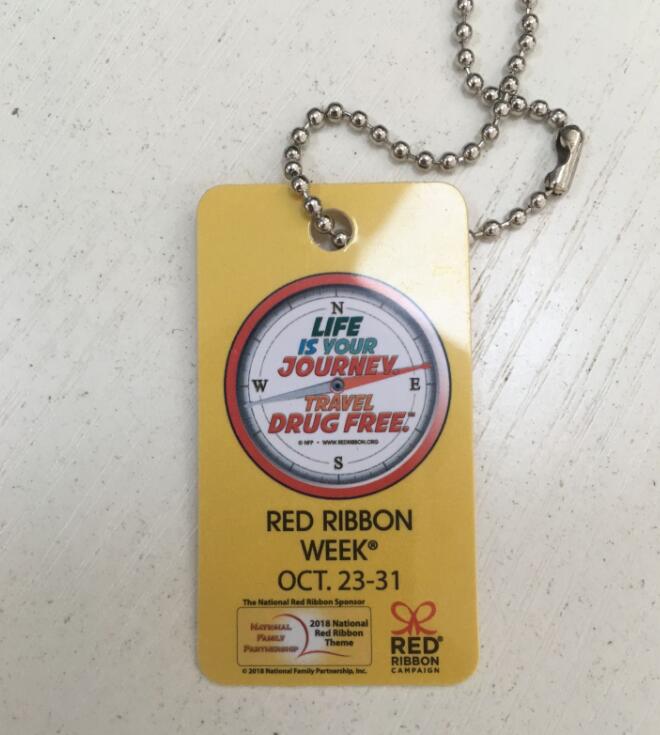 N
LIFE
IS YOUR
JOURNEY.
W
E
TRAVEL
DRUG FREE.™
© NFP • WWW.REDRIBBON.ORG
S
RED RIBBON
WEEK®
OCT. 23-31
The National Red Ribbon Sponsor
NATIONAL
FAMILY
PARTNERSHIP
2018 National
Red Ribbon
Theme
© 2018 National Family Partnership, Inc.
RED®
RIBBON
CAMPAIGN